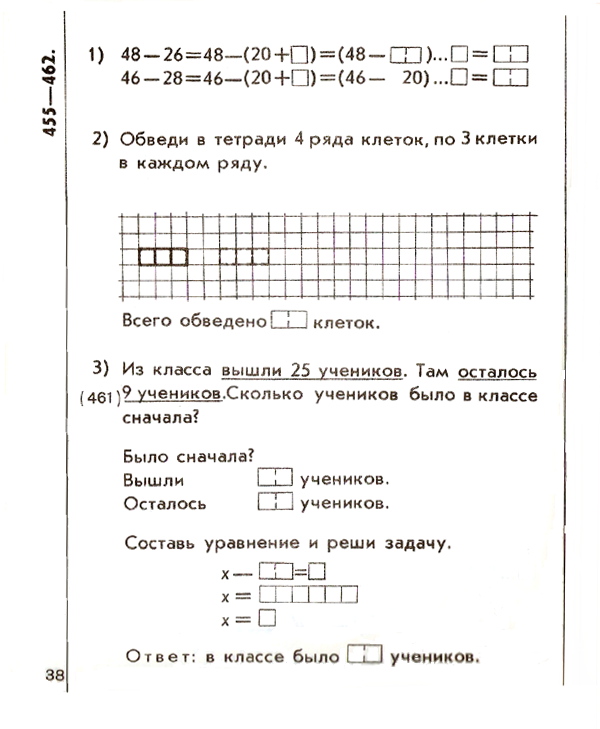 455—462.
1) 48—26=48—(20+□)=(48—□□)...□=□□
46—28=46—(20+□)=(46— 20)...□=□□
2) Обведи в тетради 4 ряда клеток, по 3 клетки
в каждом ряду.
Всего обведено □□ клеток.
3) Из класса вышли 25 учеников. Там осталось
(461) 9 учеников. Сколько учеников было в классе
сначала?
Было сначала?
Вышли □□ учеников.
Осталось □□ учеников.
Составь уравнение и реши задачу.
x— □□=□
x = □□□□□□
x = □
Ответ: в классе было □□ учеников.
38